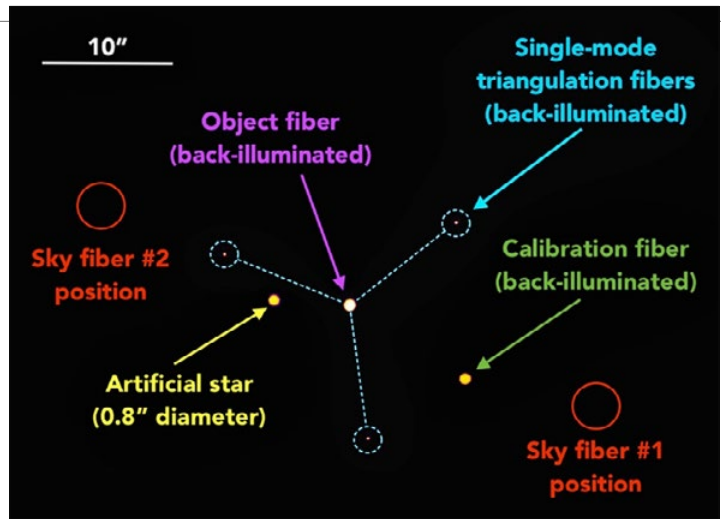 10"
Single-mode
triangulation fibers
(back-illuminated)
Object fiber
(back-illuminated)
Sky fiber #2
position
Calibration fiber
(back-illuminated)
Artificial star
(0.8" diameter)
Sky fiber #1
position